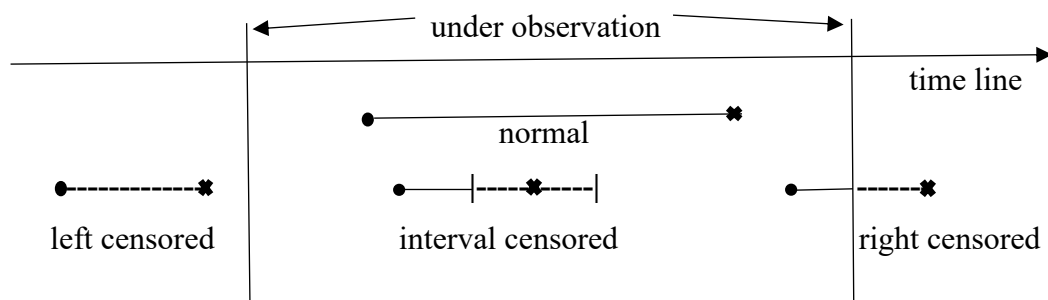 under observation
time line
normal
left censored
interval censored
right censored